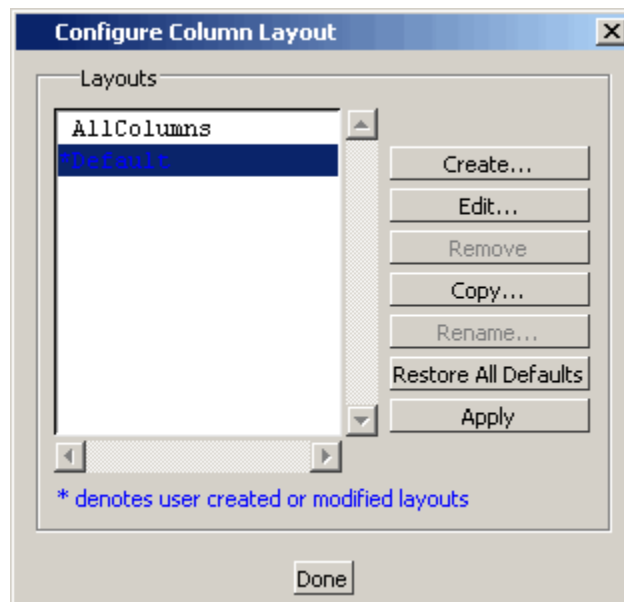 Configure Column Layout
Layouts
AllColumns
*Default
Create...
Edit...
Remove
Copy...
Rename...
Restore All Defaults
Apply
* denotes user created or modified layouts
Done